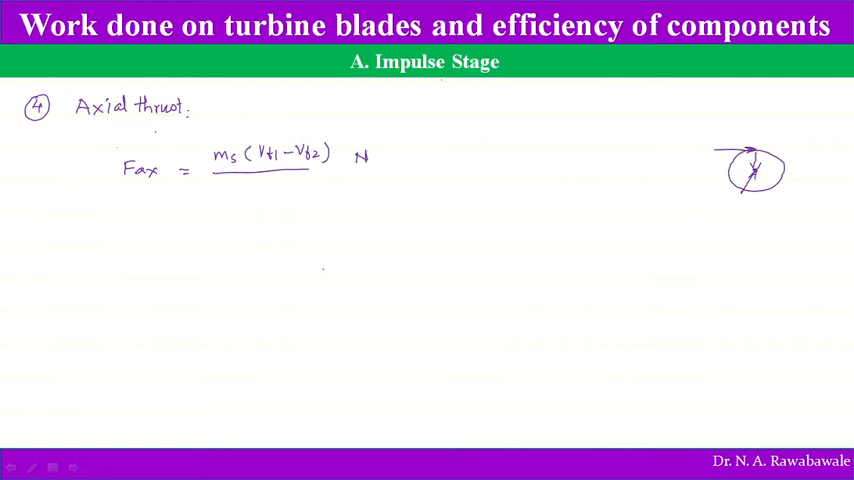 Work done on turbine blades and efficiency of components
A. Impulse Stage
④ Axial thrust:
Fax = ms (Vf1 - Vf2) N
Dr. N. A. Rawabawale